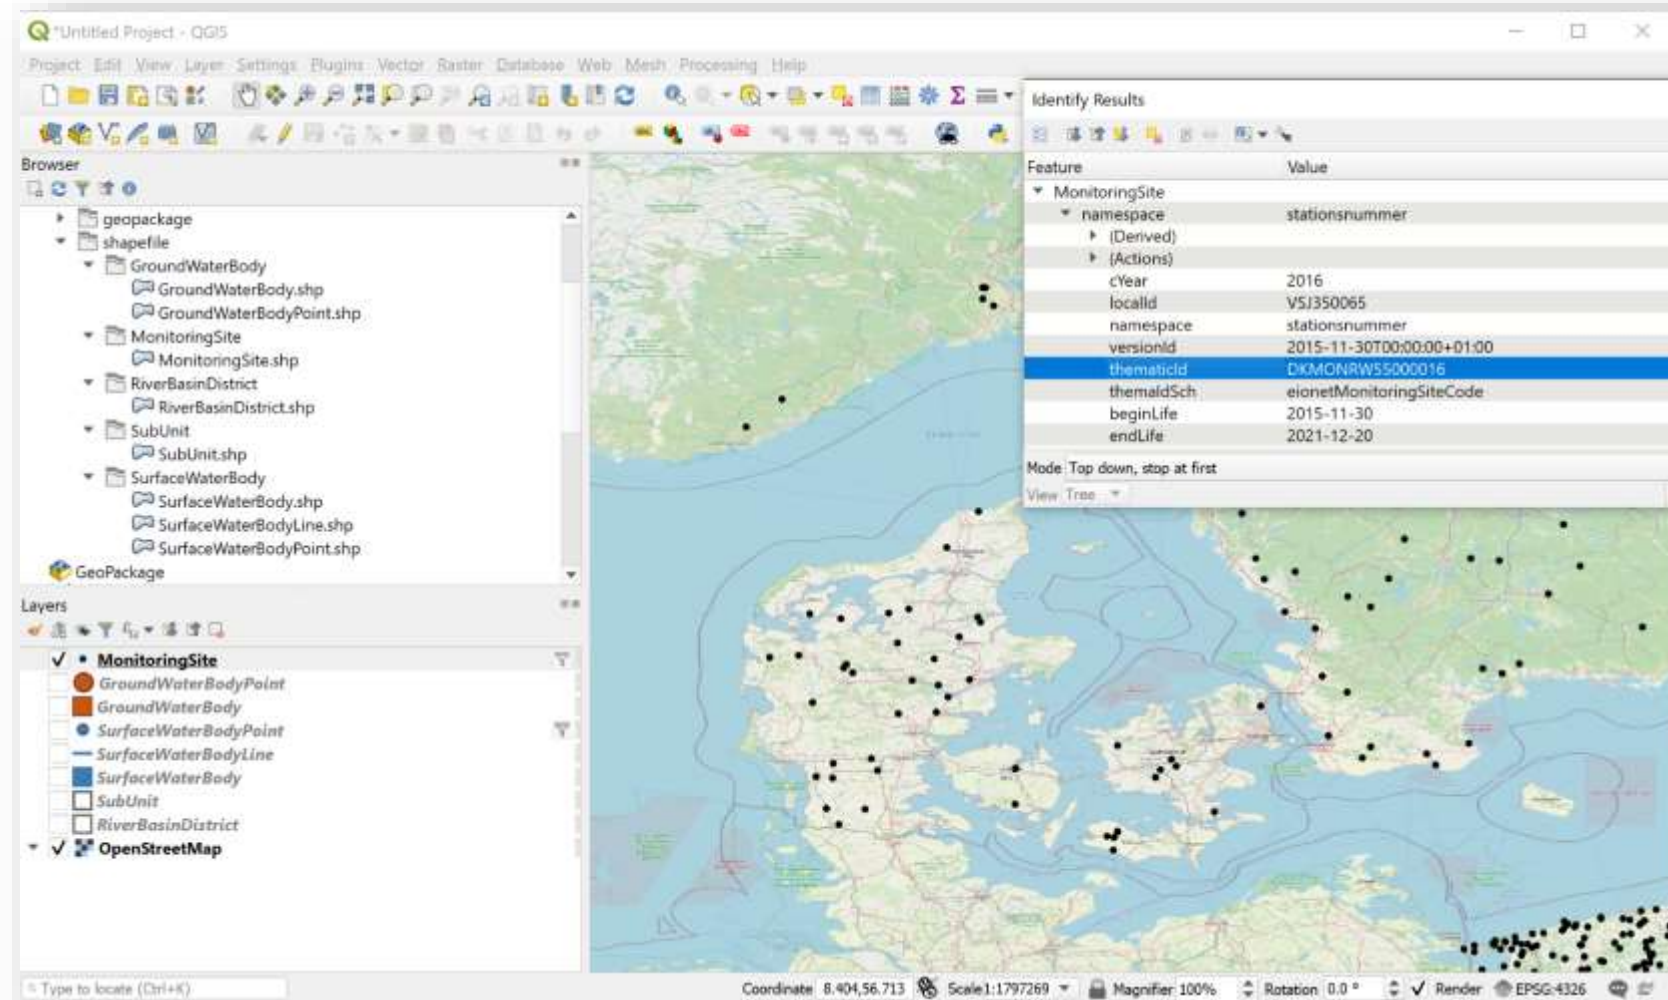 *Untitled Project - QGIS
Project Edit View Layer Settings Plugins Vector Raster Database Web Mesh Processing Help
Identify Results
Browser
Feature Value
MonitoringSite
namespace stationsnummer
(Derived)
(Actions)
cYear 2016
localId VSJ350065
namespace stationsnummer
versionId 2015-11-30T00:00:00+01:00
thematicId DKMONRW55000016
themaIdSch eionetMonitoringSiteCode
beginLife 2015-11-30
endLife 2021-12-20
Mode Top down, stop at first
View Tree
geopackage
shapefile
GroundWaterBody
GroundWaterBody.shp
GroundWaterBodyPoint.shp
MonitoringSite
MonitoringSite.shp
RiverBasinDistrict
RiverBasinDistrict.shp
SubUnit
SubUnit.shp
SurfaceWaterBody
SurfaceWaterBody.shp
SurfaceWaterBodyLine.shp
SurfaceWaterBodyPoint.shp
GeoPackage
Layers
MonitoringSite
GroundWaterBodyPoint
GroundWaterBody
SurfaceWaterBodyPoint
SurfaceWaterBodyLine
SurfaceWaterBody
SubUnit
RiverBasinDistrict
OpenStreetMap
Type to locate (Ctrl+K)
Coordinate 8.404,56.713 Scale 1:1797269 Magnifier 100% Rotation 0.0 ° Render EPSG:4326